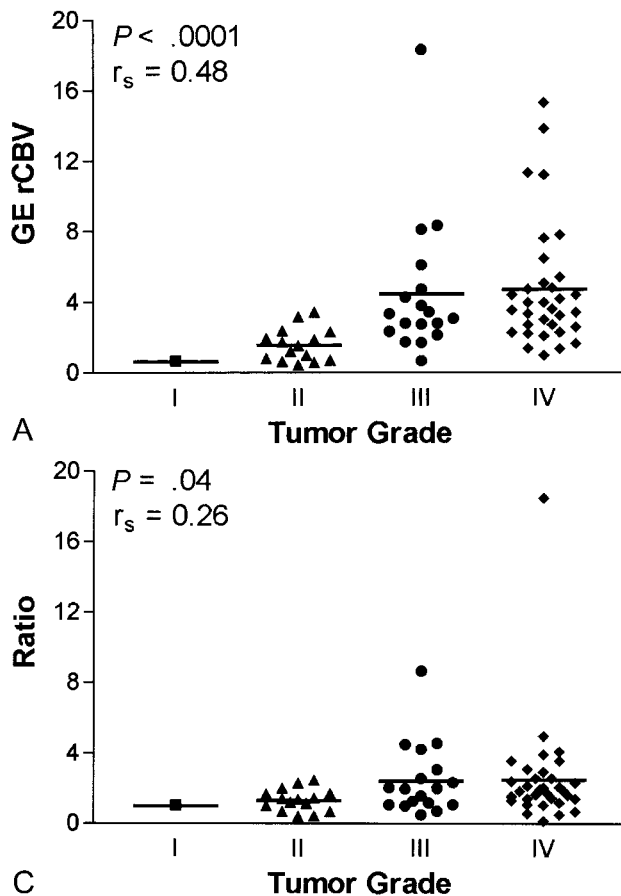 P < .0001
rs = 0.48
20
16
12
8
4
0
GE rCBV
I II III IV
A
Tumor Grade
P = .04
rs = 0.26
20
16
12
8
4
0
Ratio
I II III IV
C
Tumor Grade